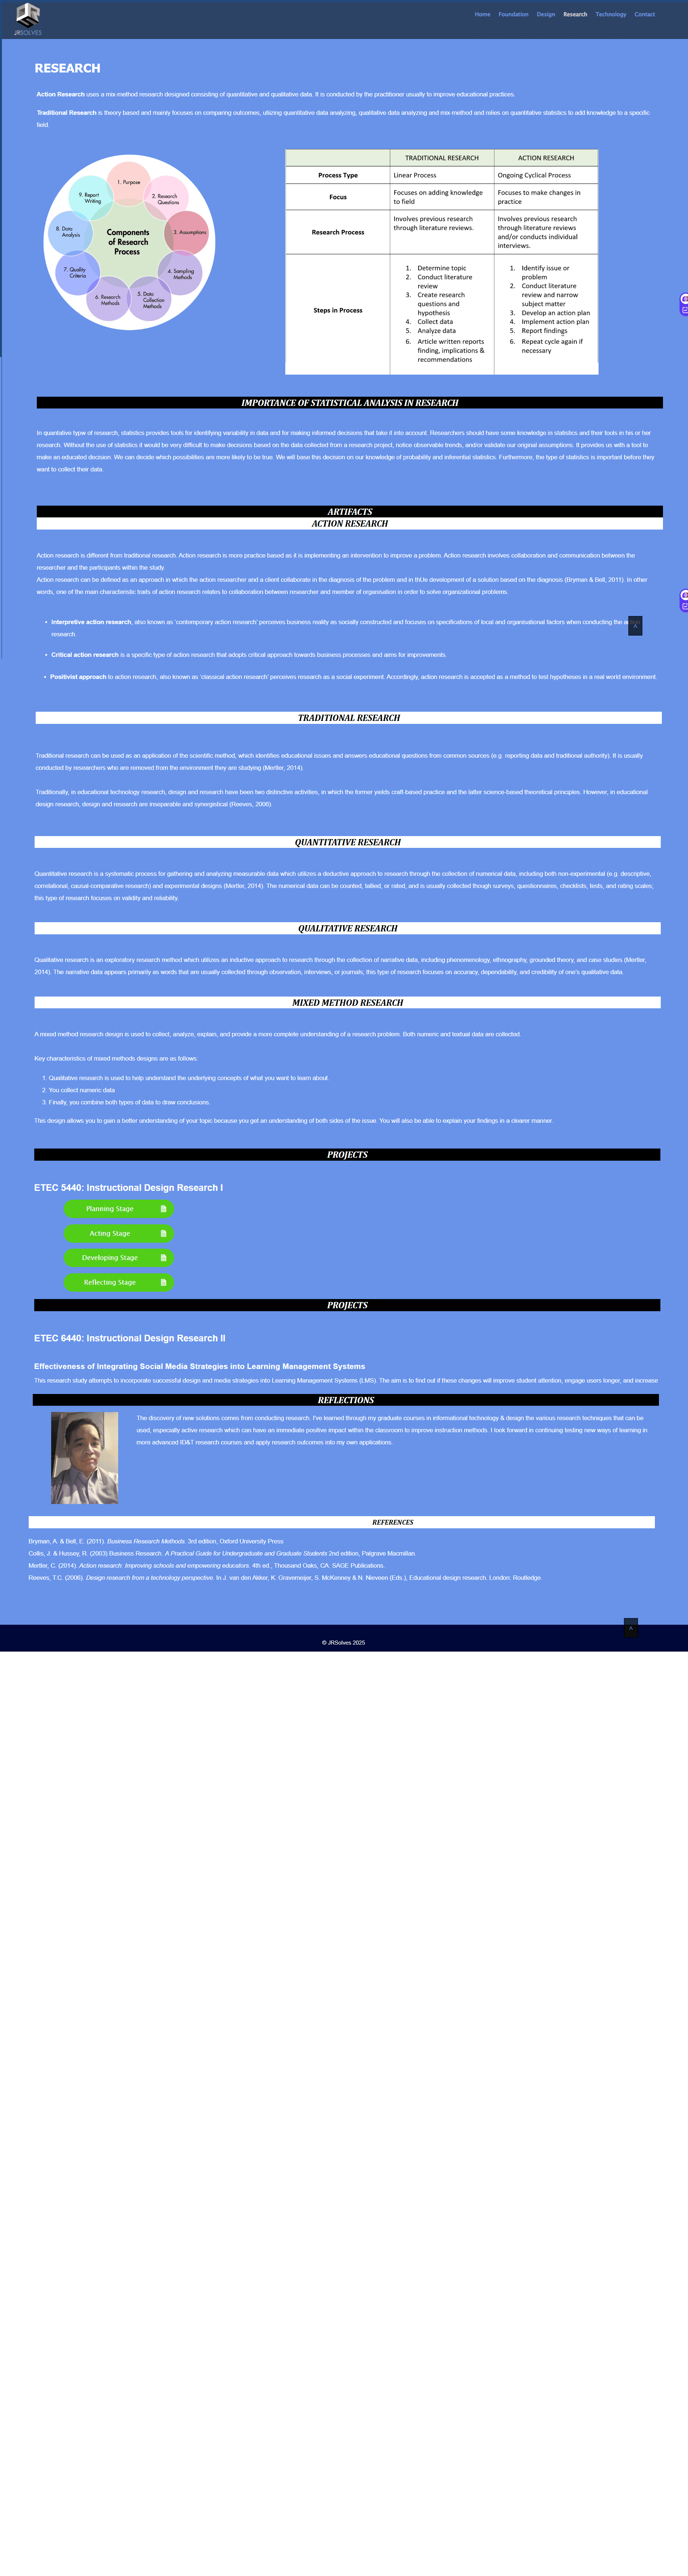 JRSOLVES
Home Foundation Design Research Technology Contact
RESEARCH
Action Research uses a mix-method research designed consisting of quantitative and qualitative data. It is conducted by the practitioner usually to improve educational practices.
Traditional Research is theory based and mainly focuses on comparing outcomes, utlizing quantitative data analyzing, qualitative data analyzing and mix-method and relies on quantitative statistics to add knowledge to a specific
field.
1. Purpose
2. Research
Questions
3. Assumptions
4. Sampling
Methods
5. Data
Collection
Methods
6. Research
Methods
7. Quality
Criteria
8. Data
Analysis
9. Report
Writing
Components
of Research
Process
TRADITIONAL RESEARCH ACTION RESEARCH
Process Type Linear Process Ongoing Cyclical Process
Focus
Focuses on adding knowledge
to field
Focuses to make changes in
practice
Research Process
Involves previous research
through literature reviews.
Involves previous research
through literature reviews
and/or conducts individual
interviews.
Steps in Process
1. Determine topic
2. Conduct literature
review
3. Create research
questions and
hypothesis
4. Collect data
5. Analyze data
6. Article written reports
finding, implications &
recommendations
1. Identify issue or
problem
2. Conduct literature
review and narrow
subject matter
3. Develop an action plan
4. Implement action plan
5. Report findings
6. Repeat cycle again if
necessary
IMPORTANCE OF STATISTICAL ANALYSIS IN RESEARCH
In quantative typw of research, statistics provides tools for identifying variability in data and for making informed decisions that take it into account. Researchers should have some knowledge in statistics and their tools in his or her
research. Without the use of statistics it would be very difficult to make decisions based on the data collected from a research project, notice observable trends, and/or validate our original assumptions. It provides us with a tool to
make an educated decision. We can decide which possibilities are more likely to be true. We will base this decision on our knowledge of probability and inferential statistics. Furthermore, the type of statistics is important before they
want to collect their data.
ARTIFACTS
ACTION RESEARCH
Action research is different from traditional research. Action research is more practice based as it is implementing an intervention to improve a problem. Action research involves collaboration and communication between the
researcher and the participants within the study.
Action research can be defined as an approach in which the action researcher and a client collaborate in the diagnosis of the problem and in thUe development of a solution based on the diagnosis (Bryman & Bell, 2011). In other
words, one of the main characteristic traits of action research relates to collaboration between researcher and member of organisation in order to solve organizational problems.
• Interpretive action research, also known as 'contemporary action research' perceives business reality as socially constructed and focuses on specifications of local and organisational factors when conducting the
research.
• Critical action research is a specific type of action research that adopts critical approach towards business processes and aims for improvements.
• Positivist approach to action research, also known as 'classical action research' perceives research as a social experiment. Accordingly, action research is accepted as a method to test hypotheses in a real world environment.
TRADITIONAL RESEARCH
Traditional research can be used as an application of the scientific method, which identifies educational issues and answers educational questions from common sources (e.g. reporting data and traditional authority). It is usually
conducted by researchers who are removed from the environment they are studying (Mertler, 2014).
Traditionally, in educational technology research, design and research have been two distinctive activities, in which the former yields craft-based practice and the latter science-based theoretical principles. However, in educational
design research, design and research are inseparable and synergistical (Reeves, 2006).
QUANTITATIVE RESEARCH
Quantitative research is a systematic process for gathering and analyzing measurable data which utilizes a deductive approach to research through the collection of numerical data, including both non-experimental (e.g. descriptive,
correlational, causal-comparative research) and experimental designs (Mertler, 2014). The numerical data can be counted, tallied, or rated, and is usually collected though surveys, questionnaires, checklists, tests, and rating scales;
this type of research focuses on validity and reliability.
QUALITATIVE RESEARCH
Qualitative research is an exploratory research method which utilizes an inductive approach to research through the collection of narrative data, including phenomenology, ethnography, grounded theory, and case studies (Mertler,
2014). The narrative data appears primarily as words that are usually collected through observation, interviews, or journals; this type of research focuses on accuracy, dependability, and credibility of one's qualitative data.
MIXED METHOD RESEARCH
A mixed method research design is used to collect, analyze, explain, and provide a more complete understanding of a research problem. Both numeric and textual data are collected.
Key characteristics of mixed methods designs are as follows:
1. Qualitative research is used to help understand the underlying concepts of what you want to learn about.
2. You collect numeric data
3. Finally, you combine both types of data to draw conclusions.
This design allows you to gain a better understanding of your topic because you get an understanding of both sides of the issue. You will also be able to explain your findings in a clearer manner.
PROJECTS
ETEC 5440: Instructional Design Research I
Planning Stage
Acting Stage
Developing Stage
Reflecting Stage
PROJECTS
ETEC 6440: Instructional Design Research II
Effectiveness of Integrating Social Media Strategies into Learning Management Systems
This research study attempts to incorporate successful design and media strategies into Learning Management Systems (LMS). The aim is to find out if these changes will improve student attention, engage users longer, and increase
REFLECTIONS
The discovery of new solutions comes from conducting research. I've learned through my graduate courses in informational technology & design the various research techniques that can be
used; especially active research which can have an immediate positive impact within the classroom to improve instruction methods. I look forward in continuing testing new ways of learning in
more advanced ID&T research courses and apply research outcomes into my own applications.
REFERENCES
Bryman, A. & Bell, E. (2011). Business Research Methods. 3rd edition, Oxford University Press
Collis, J. & Hussey, R. (2003) Business Research. A Practical Guide for Undergraduate and Graduate Students 2nd edition, Palgrave Macmillan.
Mertler, C. (2014). Action research: Improving schools and empowering educators. 4th ed., Thousand Oaks, CA: SAGE Publications.
Reeves, T.C. (2006). Design research from a technology perspective. In J. van den Akker, K. Gravemeijer, S. McKenney & N. Nieveen (Eds.), Educational design research. London: Routledge.
© JRSolves 2025